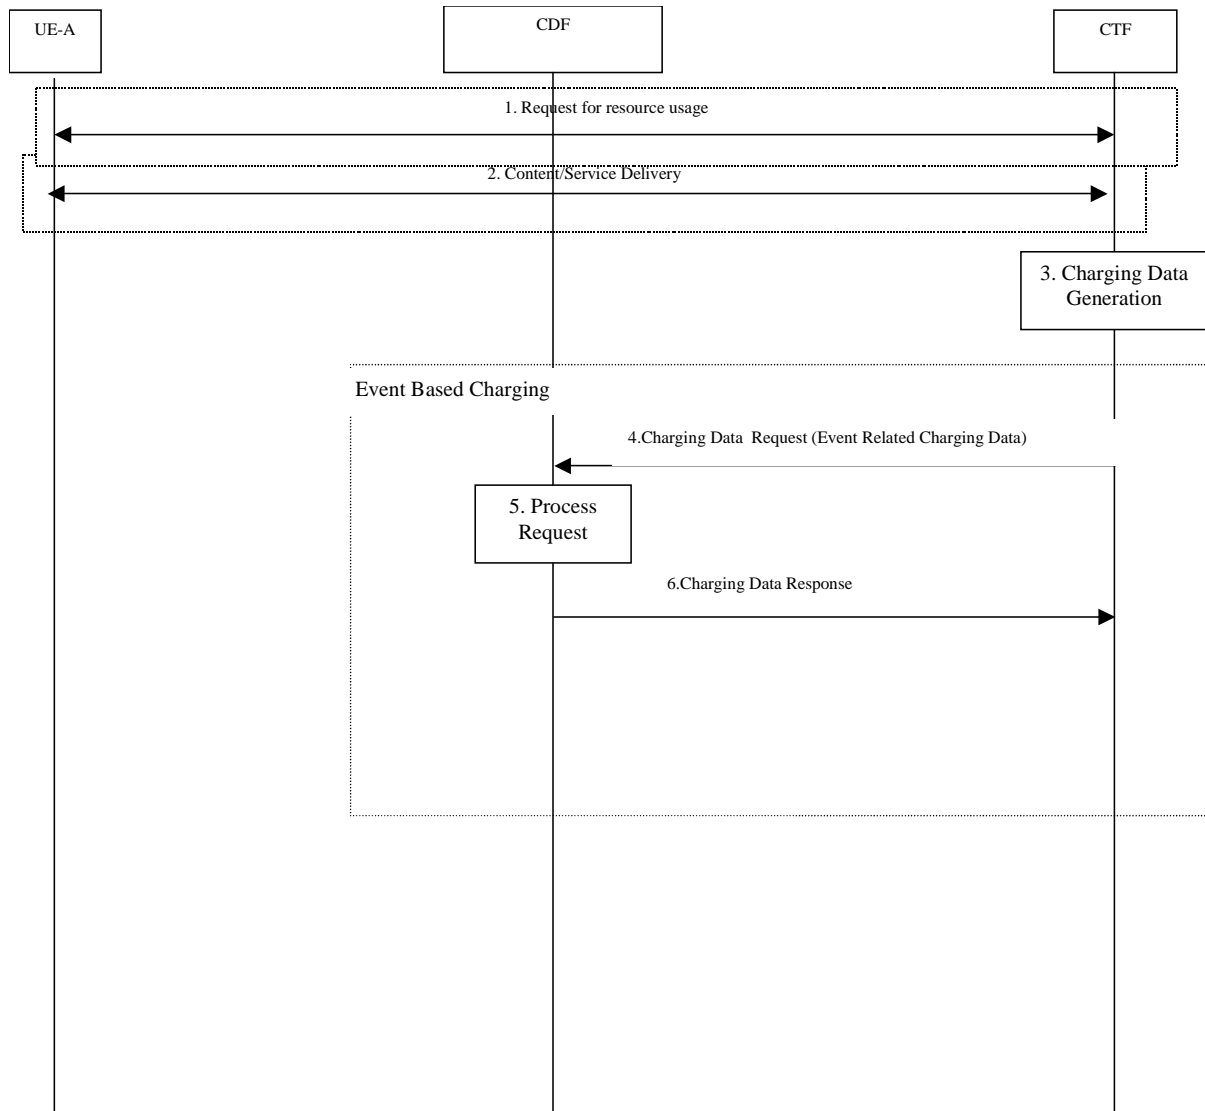 UE-A
CDF
CTF
1. Request for resource usage
2. Content/Service Delivery
3. Charging Data
Generation
Event Based Charging
4.Charging Data  Request (Event Related Charging Data)
5. Process
Request
6.Charging Data Response